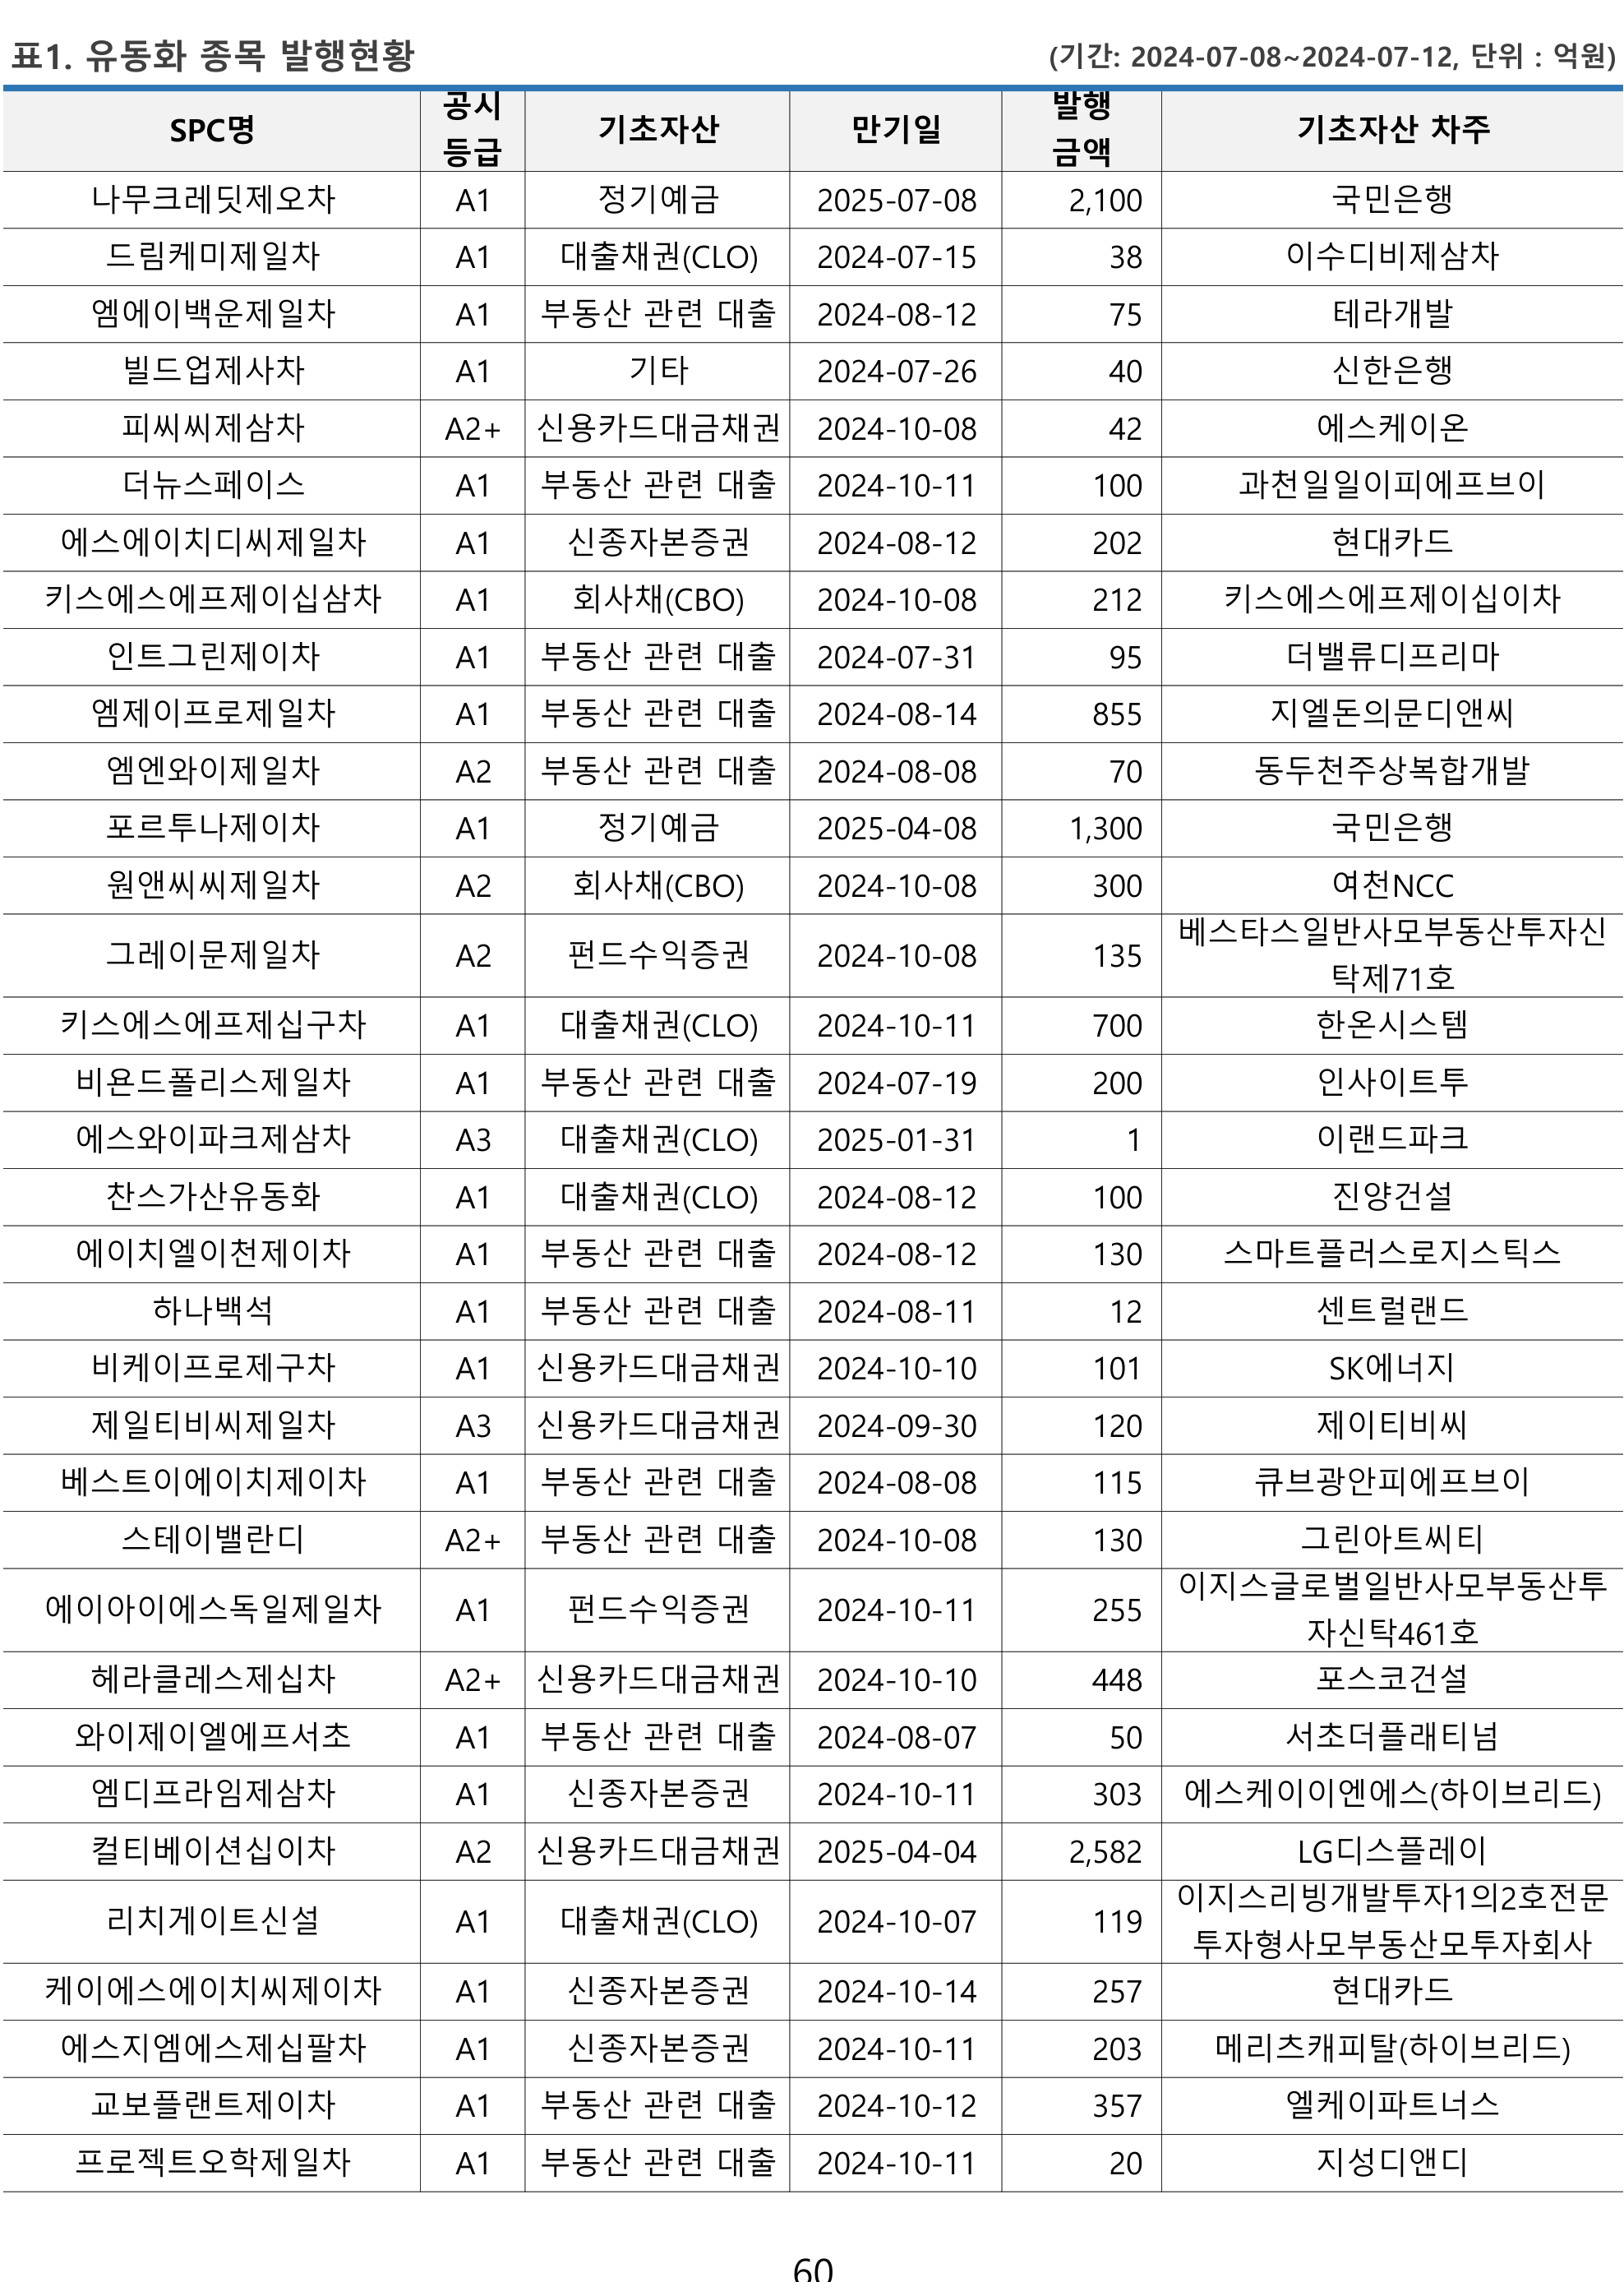 표1. 유동화 종목 발행현황 (기간: 2024-07-08~2024-07-12, 단위 : 억원)
SPC명 공시 등급 기초자산 만기일 발행 금액 기초자산 차주
나무크레딧제오차 A1 정기예금 2025-07-08 2,100 국민은행
드림케미제일차 A1 대출채권(CLO) 2024-07-15 38 이수디비제삼차
엠에이백운제일차 A1 부동산 관련 대출 2024-08-12 75 테라개발
빌드업제사차 A1 기타 2024-07-26 40 신한은행
피씨씨제삼차 A2+ 신용카드대금채권 2024-10-08 42 에스케이온
더뉴스페이스 A1 부동산 관련 대출 2024-10-11 100 과천일일이피에프브이
에스에이치디씨제일차 A1 신종자본증권 2024-08-12 202 현대카드
키스에스에프제이십삼차 A1 회사채(CBO) 2024-10-08 212 키스에스에프제이십이차
인트그린제이차 A1 부동산 관련 대출 2024-07-31 95 더밸류디프리마
엠제이프로제일차 A1 부동산 관련 대출 2024-08-14 855 지엘돈의문디앤씨
엠엔와이제일차 A2 부동산 관련 대출 2024-08-08 70 동두천주상복합개발
포르투나제이차 A1 정기예금 2025-04-08 1,300 국민은행
원앤씨씨제일차 A2 회사채(CBO) 2024-10-08 300 여천NCC
그레이문제일차 A2 펀드수익증권 2024-10-08 135 베스타스일반사모부동산투자신
탁제71호
키스에스에프제십구차 A1 대출채권(CLO) 2024-10-11 700 한온시스템
비욘드폴리스제일차 A1 부동산 관련 대출 2024-07-19 200 인사이트투
에스와이파크제삼차 A3 대출채권(CLO) 2025-01-31 1 이랜드파크
찬스가산유동화 A1 대출채권(CLO) 2024-08-12 100 진양건설
에이치엘이천제이차 A1 부동산 관련 대출 2024-08-12 130 스마트플러스로지스틱스
하나백석 A1 부동산 관련 대출 2024-08-11 12 센트럴랜드
비케이프로제구차 A1 신용카드대금채권 2024-10-10 101 SK에너지
제일티비씨제일차 A3 신용카드대금채권 2024-09-30 120 제이티비씨
베스트이에이치제이차 A1 부동산 관련 대출 2024-08-08 115 큐브광안피에프브이
스테이밸란디 A2+ 부동산 관련 대출 2024-10-08 130 그린아트씨티
에이아이에스독일제일차 A1 펀드수익증권 2024-10-11 255 이지스글로벌일반사모부동산투
자신탁461호
헤라클레스제십차 A2+ 신용카드대금채권 2024-10-10 448 포스코건설
와이제이엘에프서초 A1 부동산 관련 대출 2024-08-07 50 서초더플래티넘
엠디프라임제삼차 A1 신종자본증권 2024-10-11 303 에스케이이엔에스(하이브리드)
컬티베이션십이차 A2 신용카드대금채권 2025-04-04 2,582 LG디스플레이
리치게이트신설 A1 대출채권(CLO) 2024-10-07 119 이지스리빙개발투자1의2호전문
투자형사모부동산모투자회사
케이에스에이치씨제이차 A1 신종자본증권 2024-10-14 257 현대카드
에스지엠에스제십팔차 A1 신종자본증권 2024-10-11 203 메리츠캐피탈(하이브리드)
교보플랜트제이차 A1 부동산 관련 대출 2024-10-12 357 엘케이파트너스
프로젝트오학제일차 A1 부동산 관련 대출 2024-10-11 20 지성디앤디
60